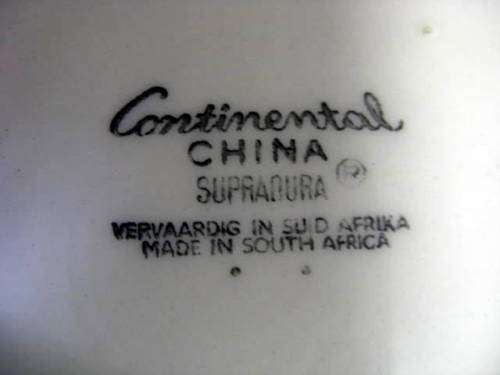 Continental
CHINA
SUPRADURA ®
VERVAARDIG IN SUID AFRIKA
MADE IN SOUTH AFRICA